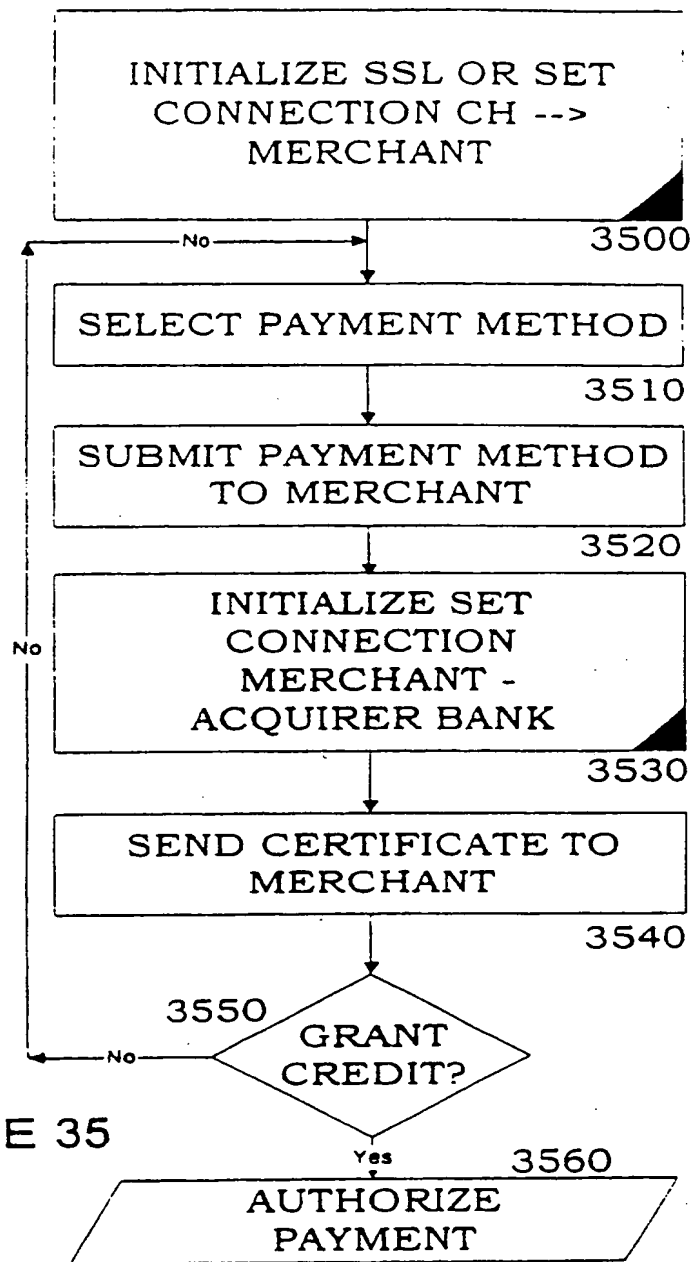 INITIALIZE SSL OR SET
CONNECTION CH -->
MERCHANT
3500
No
SELECT PAYMENT METHOD
3510
SUBMIT PAYMENT METHOD
TO MERCHANT
3520
INITIALIZE SET
CONNECTION
MERCHANT -
ACQUIRER BANK
3530
No
SEND CERTIFICATE TO
MERCHANT
3540
3550
GRANT
CREDIT?
No
E 35
Yes
3560
AUTHORIZE
PAYMENT